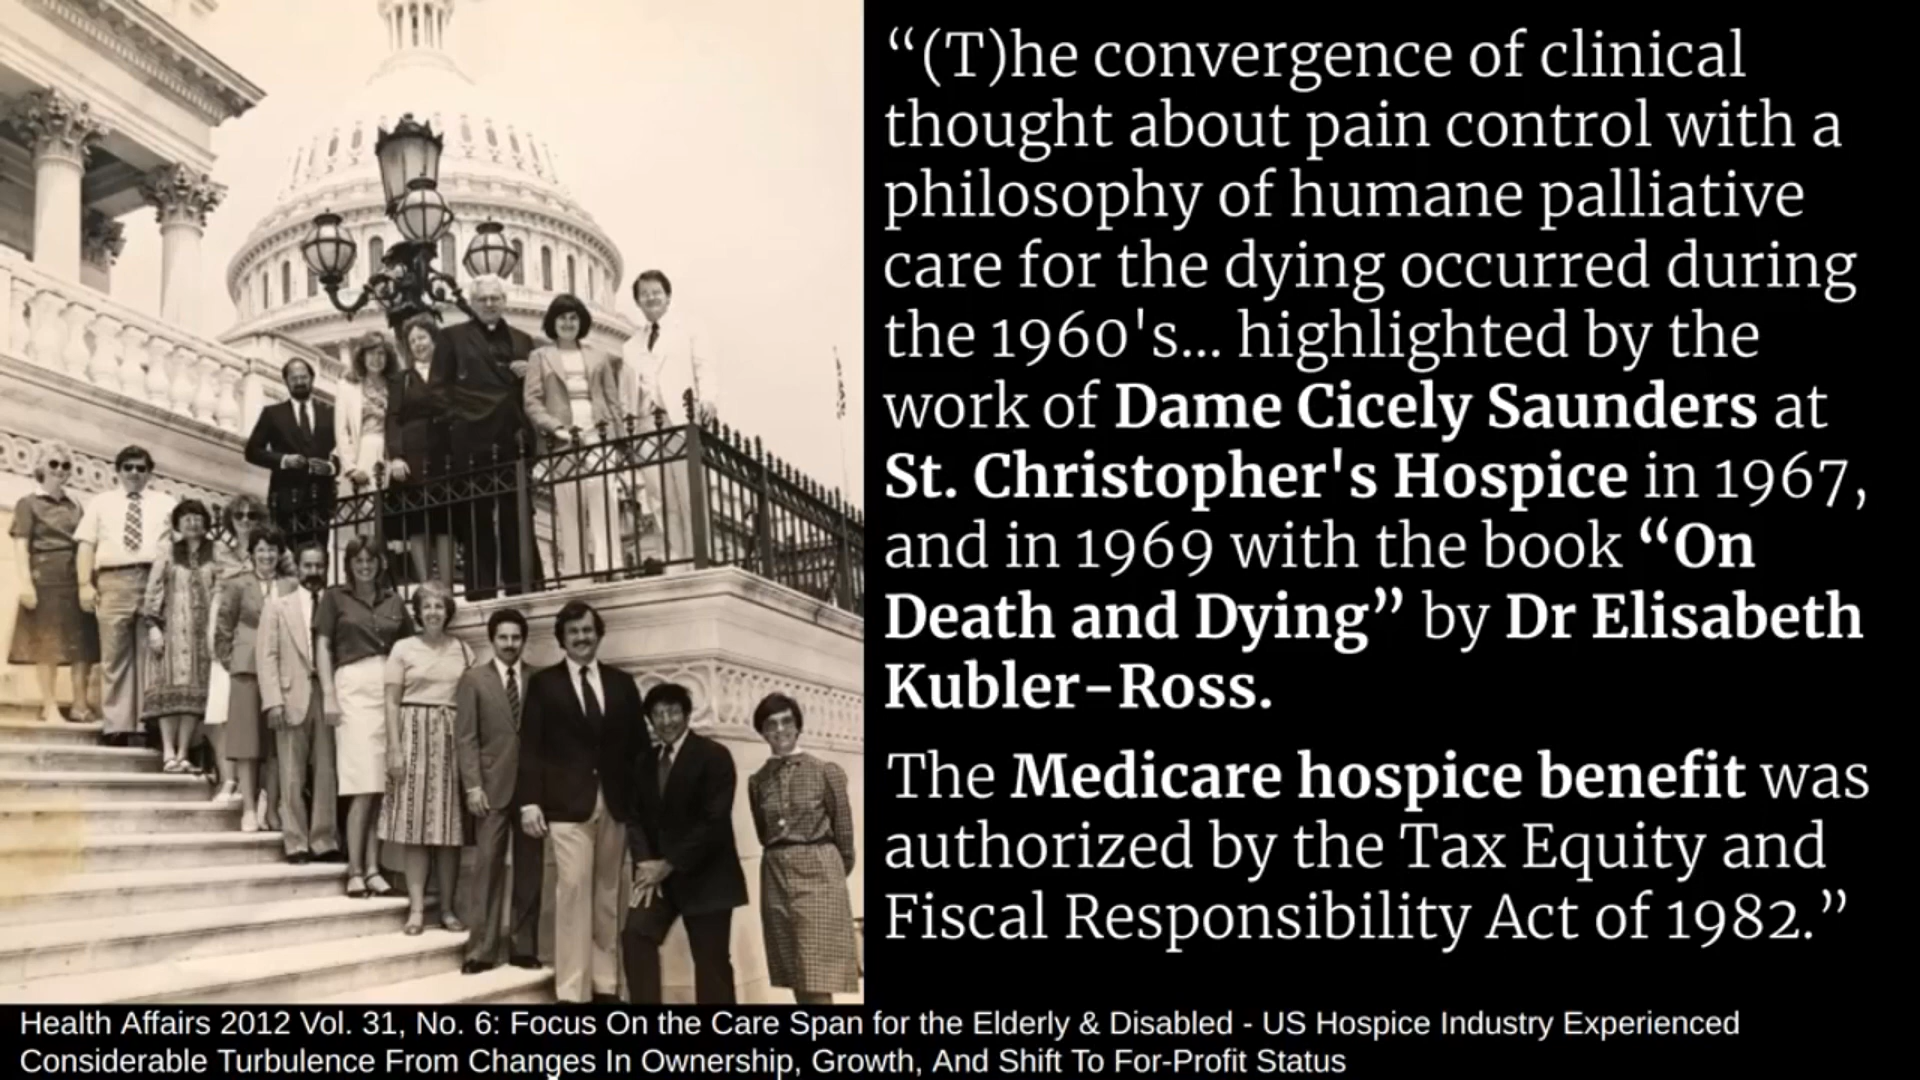 “(T)he convergence of clinical
thought about pain control with a
philosophy of humane palliative
care for the dying occurred during
the 1960's... highlighted by the
work of Dame Cicely Saunders at
St. Christopher's Hospice in 1967,
and in 1969 with the book “On
Death and Dying” by Dr Elisabeth
Kubler-Ross.
The Medicare hospice benefit was
authorized by the Tax Equity and
Fiscal Responsibility Act of 1982.”
Health Affairs 2012 Vol. 31, No. 6: Focus On the Care Span for the Elderly & Disabled - US Hospice Industry Experienced
Considerable Turbulence From Changes In Ownership, Growth, And Shift To For-Profit Status